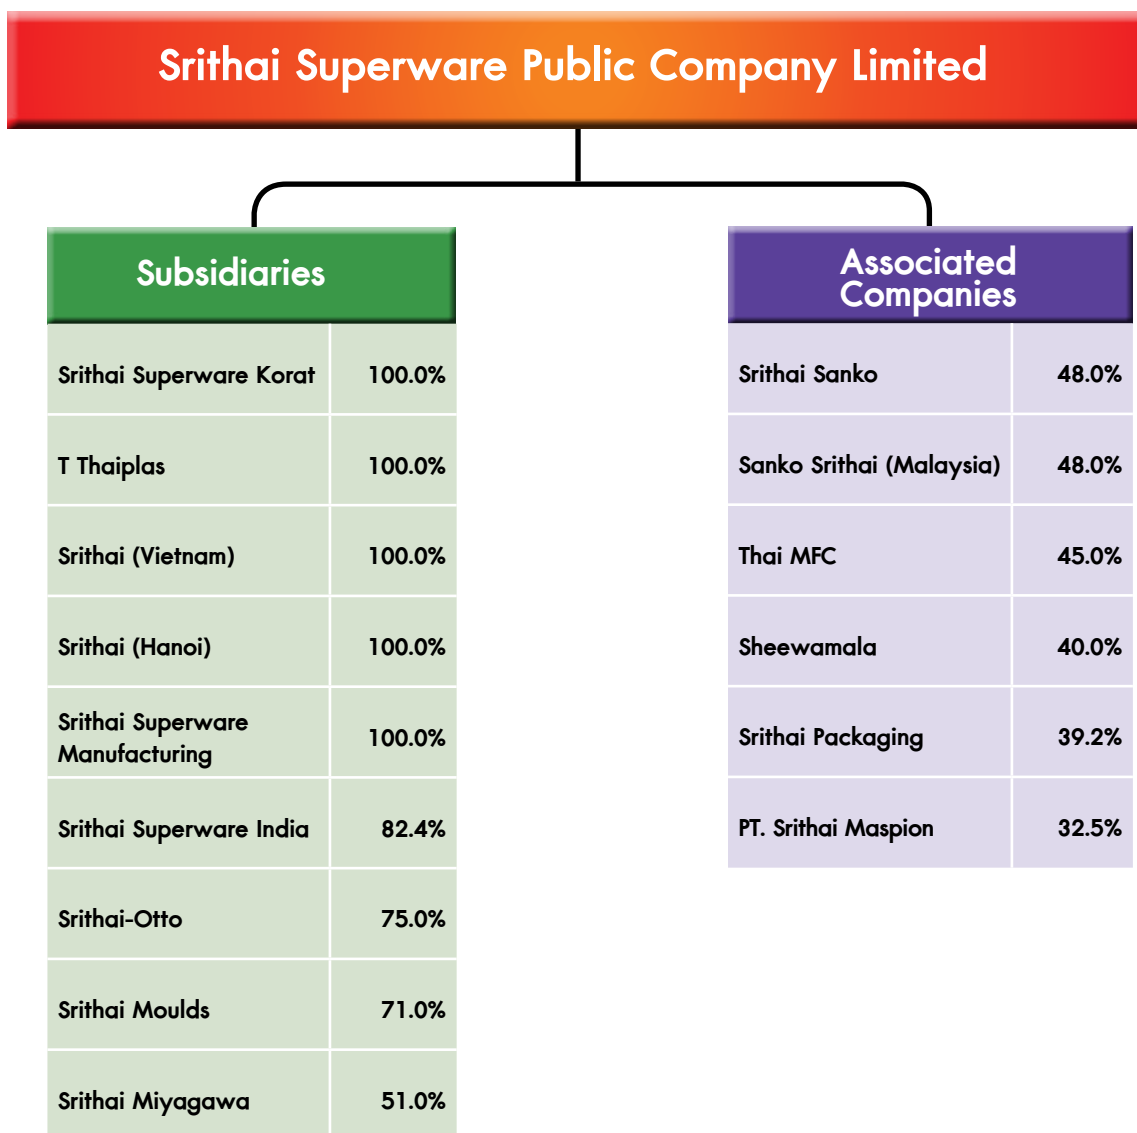 Srithai Superware Public Company Limited
Subsidiaries
Srithai Superware Korat 100.0%
T Thaiplas 100.0%
Srithai (Vietnam) 100.0%
Srithai (Hanoi) 100.0%
Srithai Superware
Manufacturing 100.0%
Srithai Superware India 82.4%
Srithai-Otto 75.0%
Srithai Moulds 71.0%
Srithai Miyagawa 51.0%
Associated
Companies
Srithai Sanko 48.0%
Sanko Srithai (Malaysia) 48.0%
Thai MFC 45.0%
Sheewamala 40.0%
Srithai Packaging 39.2%
PT. Srithai Maspion 32.5%